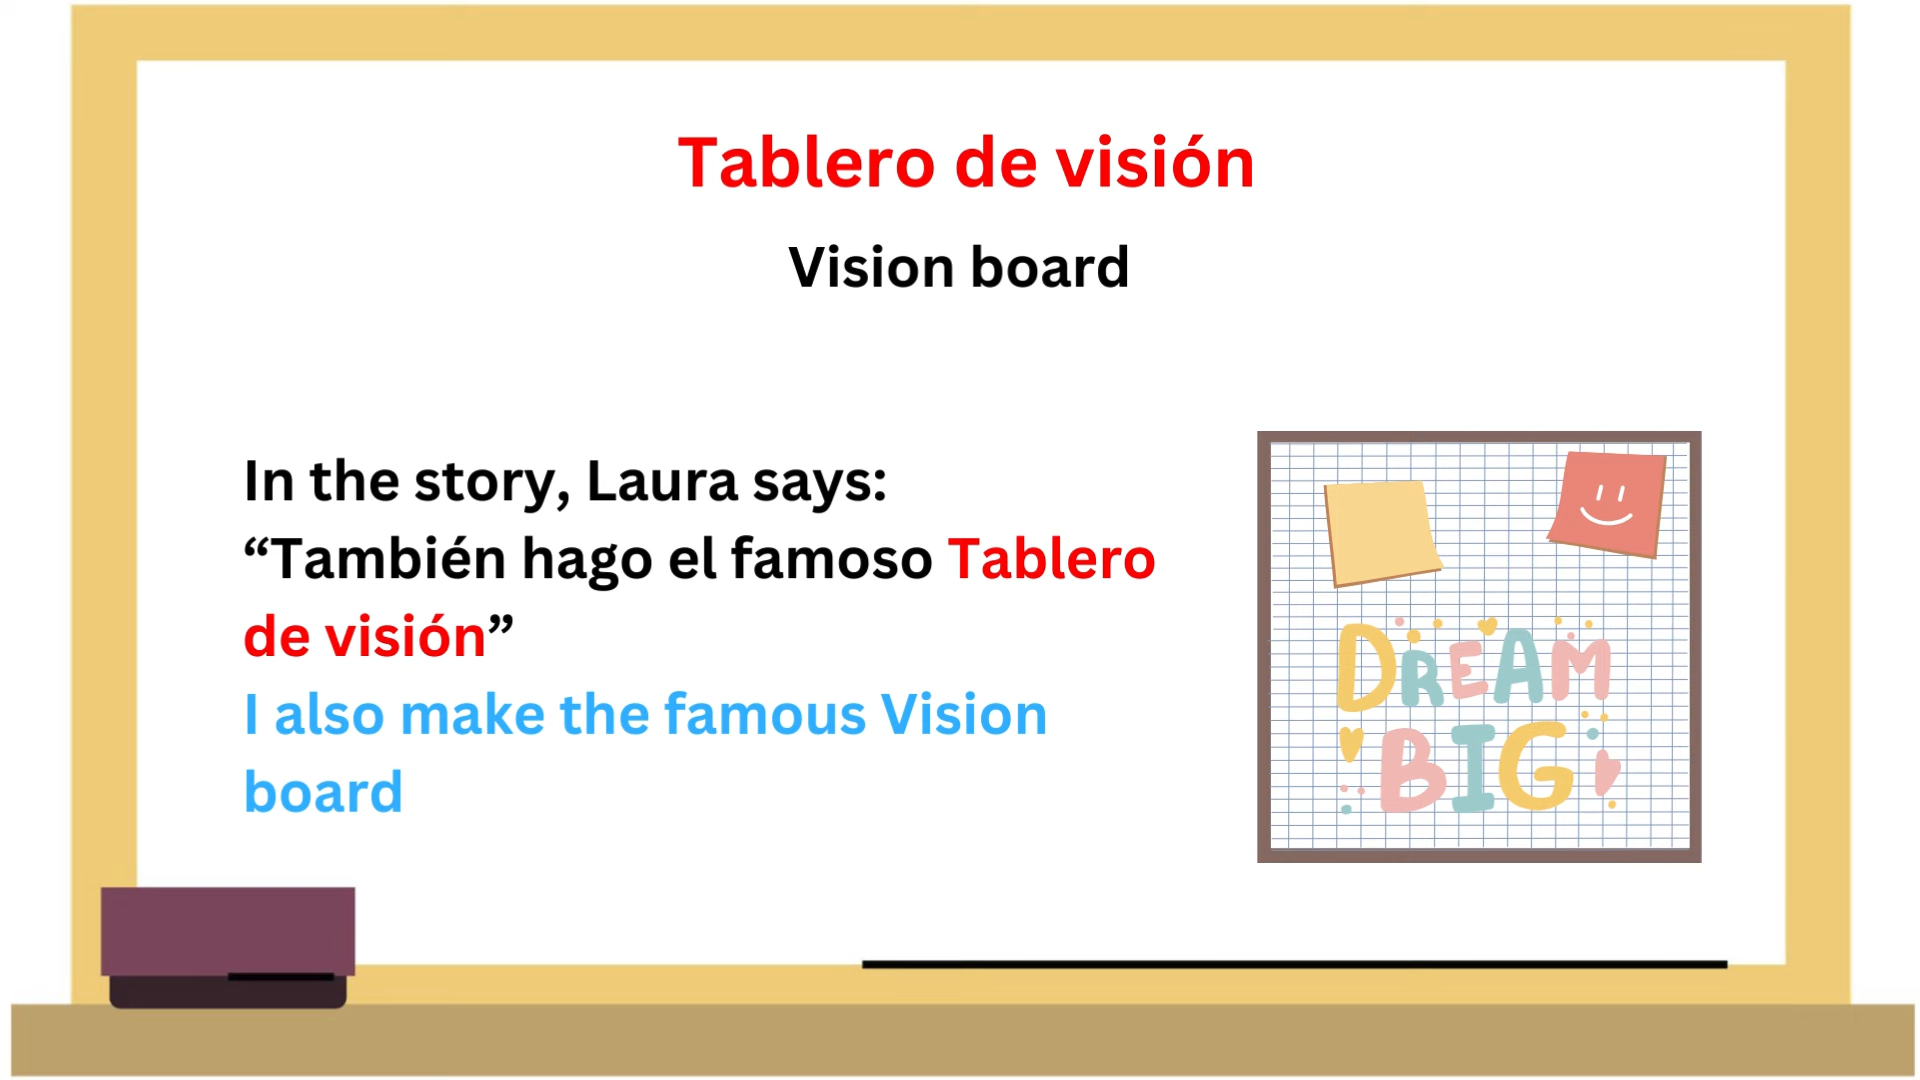 Tablero de visión
Vision board
In the story, Laura says:
“También hago el famoso Tablero
de visión”
I also make the famous Vision
board
DREAM
BIG